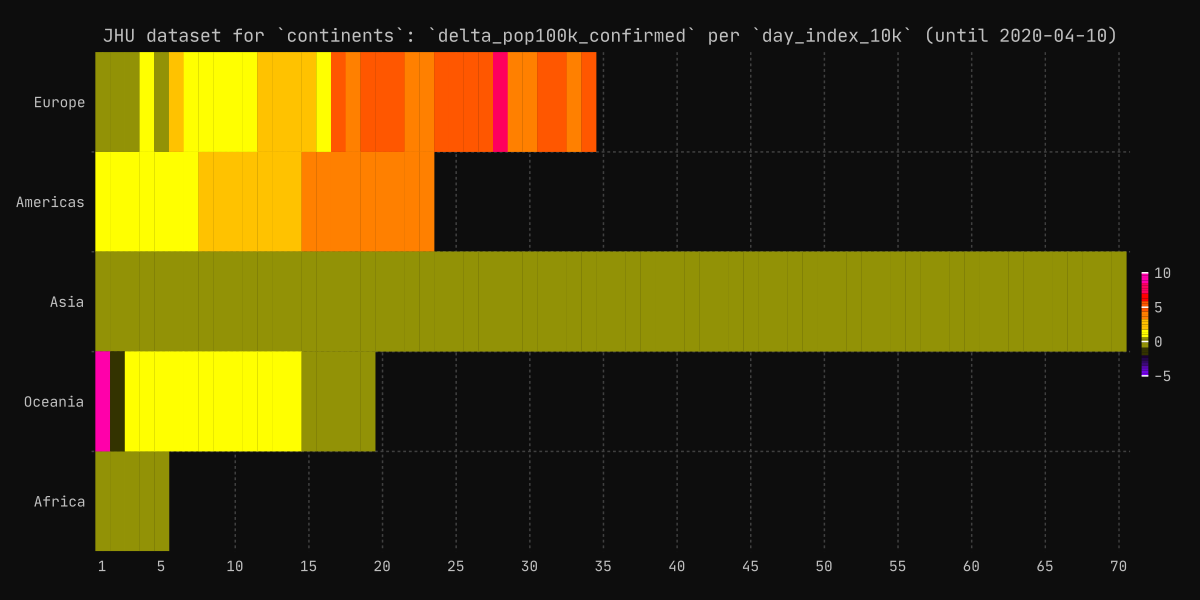 JHU dataset for `continents`: `delta_pop100k_confirmed` per `day_index_10k` (until 2020-04-10)
Europe
Americas
Asia
Oceania
Africa
10
5
0
-5
1 5 10 15 20 25 30 35 40 45 50 55 60 65 70